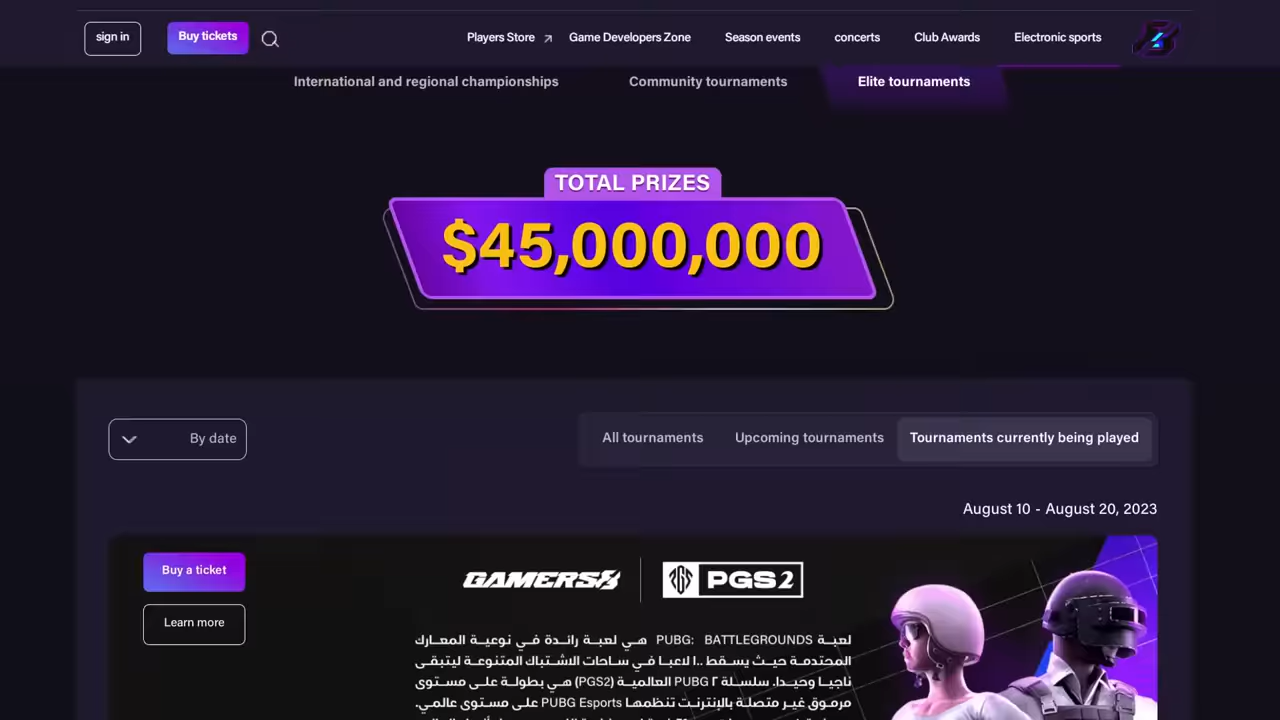 sign in
Buy tickets
Players Store
Game Developers Zone
Season events
concerts
Club Awards
Electronic sports
International and regional championships
Community tournaments
Elite tournaments
TOTAL PRIZES
$45,000,000
By date
All tournaments
Upcoming tournaments
Tournaments currently being played
August 10 - August 20, 2023
Buy a ticket
Learn more
GAMERS8
PGS2
لعبة PUBG: BATTLEGROUNDS هي لعبة رائدة في نوعية المعارك
المحتدمة حيث يسقط ١٠٠ لاعبا في ساحات الاشتباك المتنوعة ليتبقى
ناجيا وحيدا. سلسلة PUBG ٢ العالمية (PGS2) هي بطولة على مستوى
مرموق غير متصلة بالإنترنت تنظمها PUBG Esports على مستوى عالمي.